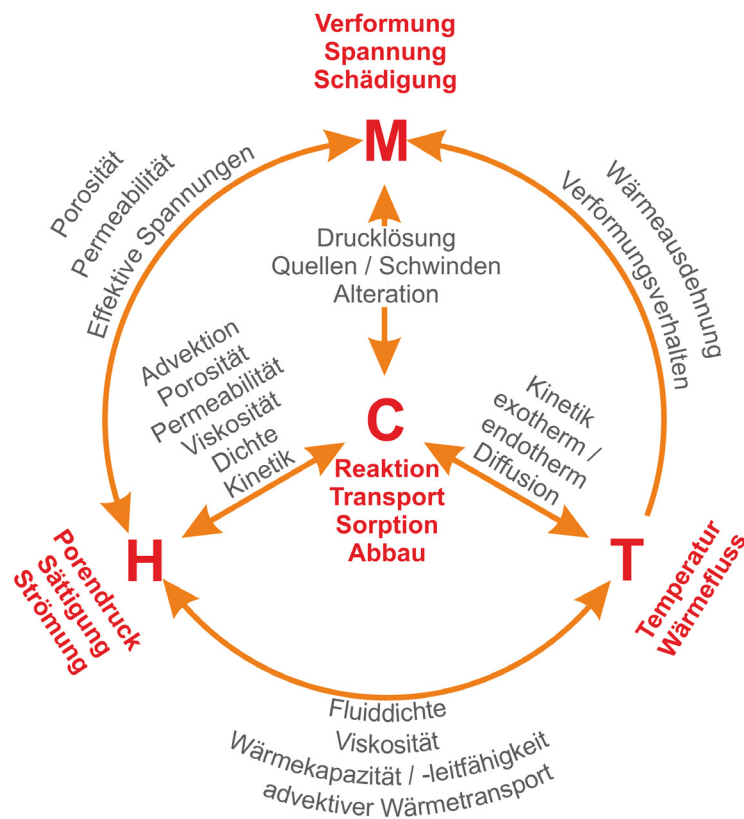 Verformung
Spannung
Schädigung
M
Porosität
Permeabilität
Effektive Spannungen
Wärmeausdehnung
Verformungsverhalten
Drucklösung
Quellen / Schwinden
Alteration
Advektion
Porosität
Permeabilität
Viskosität
Dichte
Kinetik
Kinetik
exotherm /
endotherm
Diffusion
C
Reaktion
Transport
Sorption
Abbau
H
Porendruck
Sättigung
Strömung
T
Temperatur
Wärmefluss
Fluiddichte
Viskosität
Wärmekapazität / -leitfähigkeit
advektiver Wärmetransport